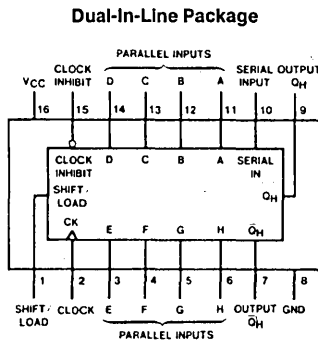 Dual-In-Line Package
PARALLEL INPUTS
VCC CLOCK INHIBIT D C B A SERIAL INPUT OUTPUT QH
16 15 14 13 12 11 10 9
CLOCK INHIBIT D C B A SERIAL IN
SHIFT/ LOAD QH
CK E F G H Q̅H
1 2 3 4 5 6 7 8
SHIFT/ LOAD CLOCK E F G H OUTPUT Q̅H GND
PARALLEL INPUTS